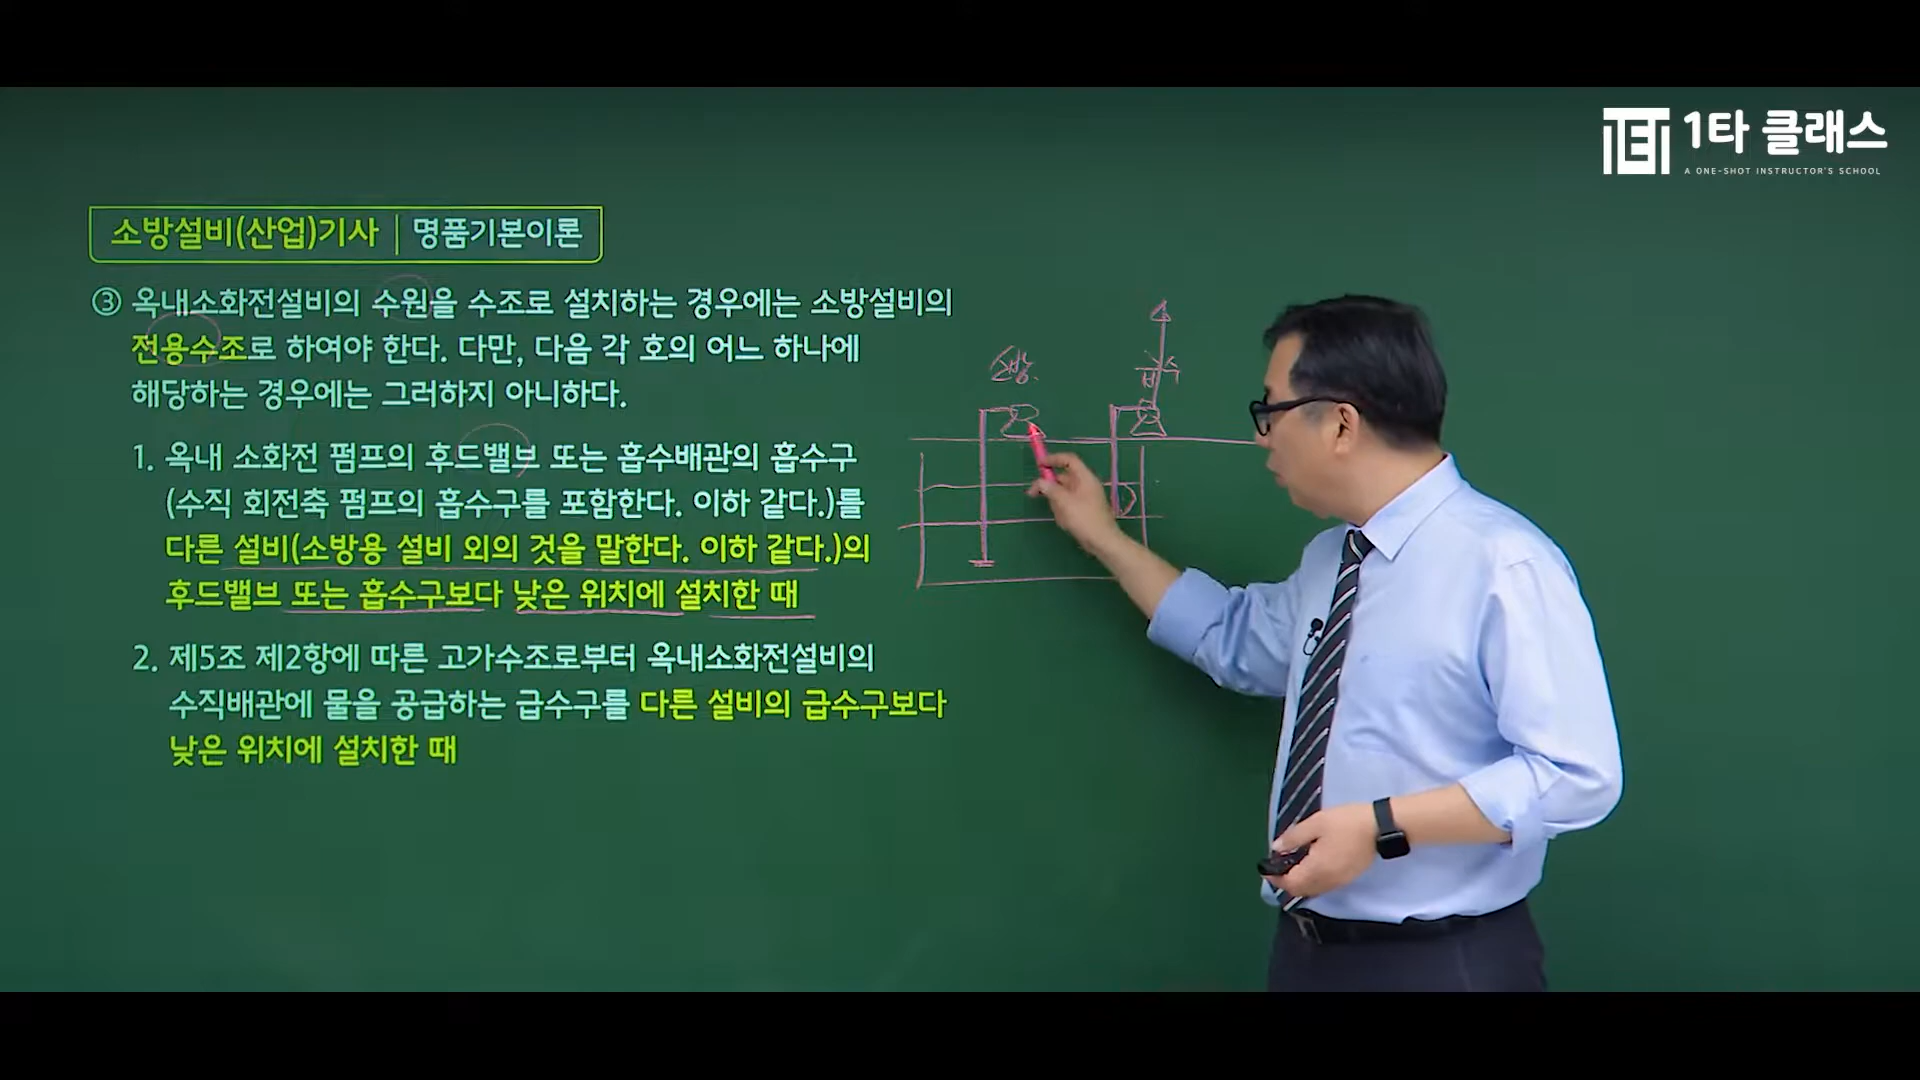 1타 클래스
A ONE-SHOT INSTRUCTOR'S SCHOOL
소방설비(산업)기사 | 명품기본이론
③ 옥내소화전설비의 수원을 수조로 설치하는 경우에는 소방설비의
전용수조로 하여야 한다. 다만, 다음 각 호의 어느 하나에
해당하는 경우에는 그러하지 아니하다.
1. 옥내 소화전 펌프의 후드밸브 또는 흡수배관의 흡수구
(수직 회전축 펌프의 흡수구를 포함한다. 이하 같다.)를
다른 설비(소방용 설비 외의 것을 말한다. 이하 같다.)의
후드밸브 또는 흡수구보다 낮은 위치에 설치한 때
2. 제5조 제2항에 따른 고가수조로부터 옥내소화전설비의
수직배관에 물을 공급하는 급수구를 다른 설비의 급수구보다
낮은 위치에 설치한 때
소방.